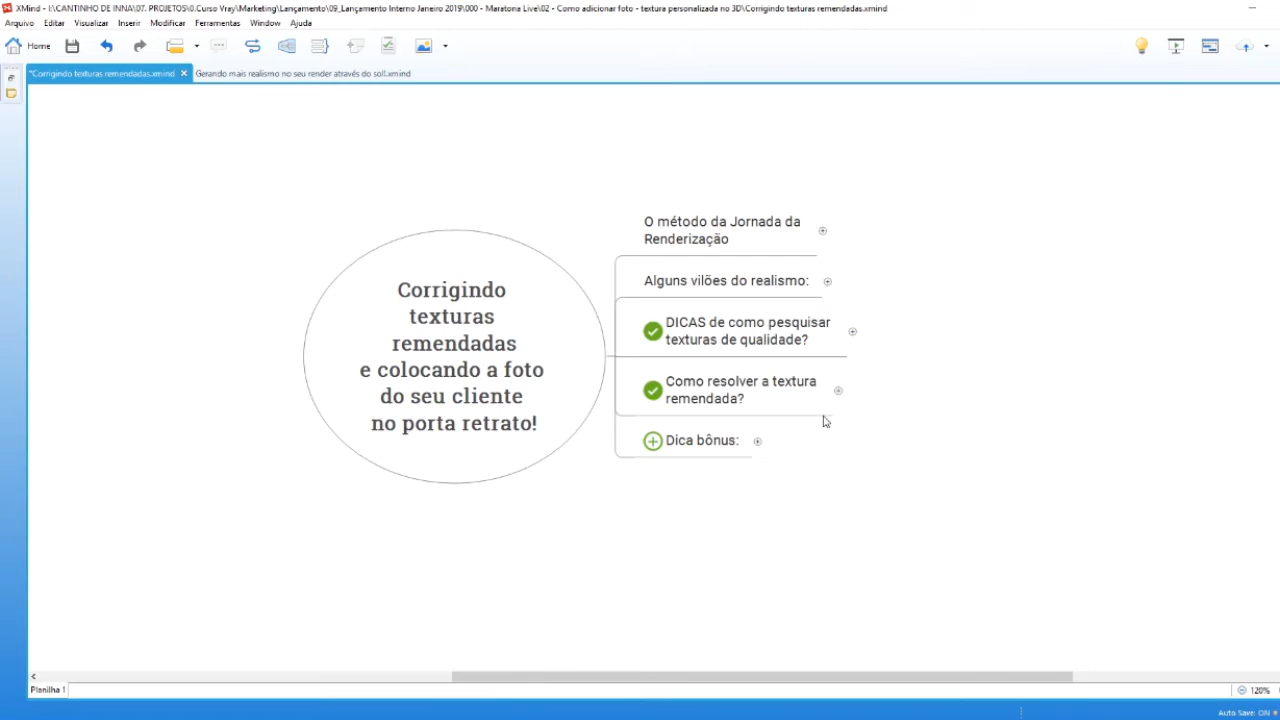 XMind - I:\CANTINHO DE INNA\07. PROJETOS\0.Curso Vray\Marketing\Lançamento\09_Lançamento Interno Janeiro 2019\000 - Maratona Live\02 - Como adicionar foto - textura personalizada no 3D\Corrigindo texturas remendadas.xmind
Arquivo Editar Visualizar Inserir Modificar Ferramentas Window Ajuda
Home
*Corrigindo texturas remendadas.xmind Gerando mais realismo no seu render através do soll.xmind
O método da Jornada da
Renderização
Alguns vilões do realismo:
Corrigindo
texturas
remendadas
e colocando a foto
do seu cliente
no porta retrato!
DICAS de como pesquisar
texturas de qualidade?
Como resolver a textura
remendada?
Dica bônus:
Planilha 1
120%
Auto Save: ON